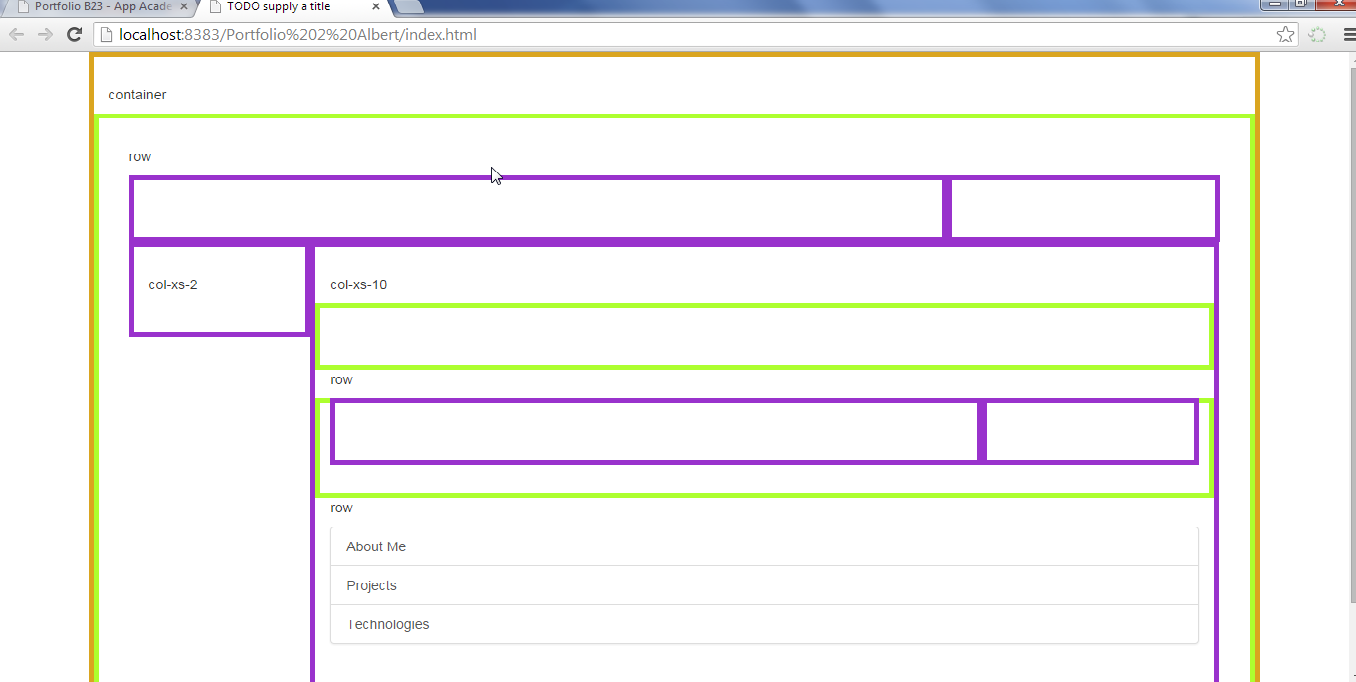 Portfolio B23 - App Acade
TODO supply a title
localhost:8383/Portfolio%202%20Albert/index.html
container
row
col-xs-2
col-xs-10
row
row
About Me
Projects
Technologies